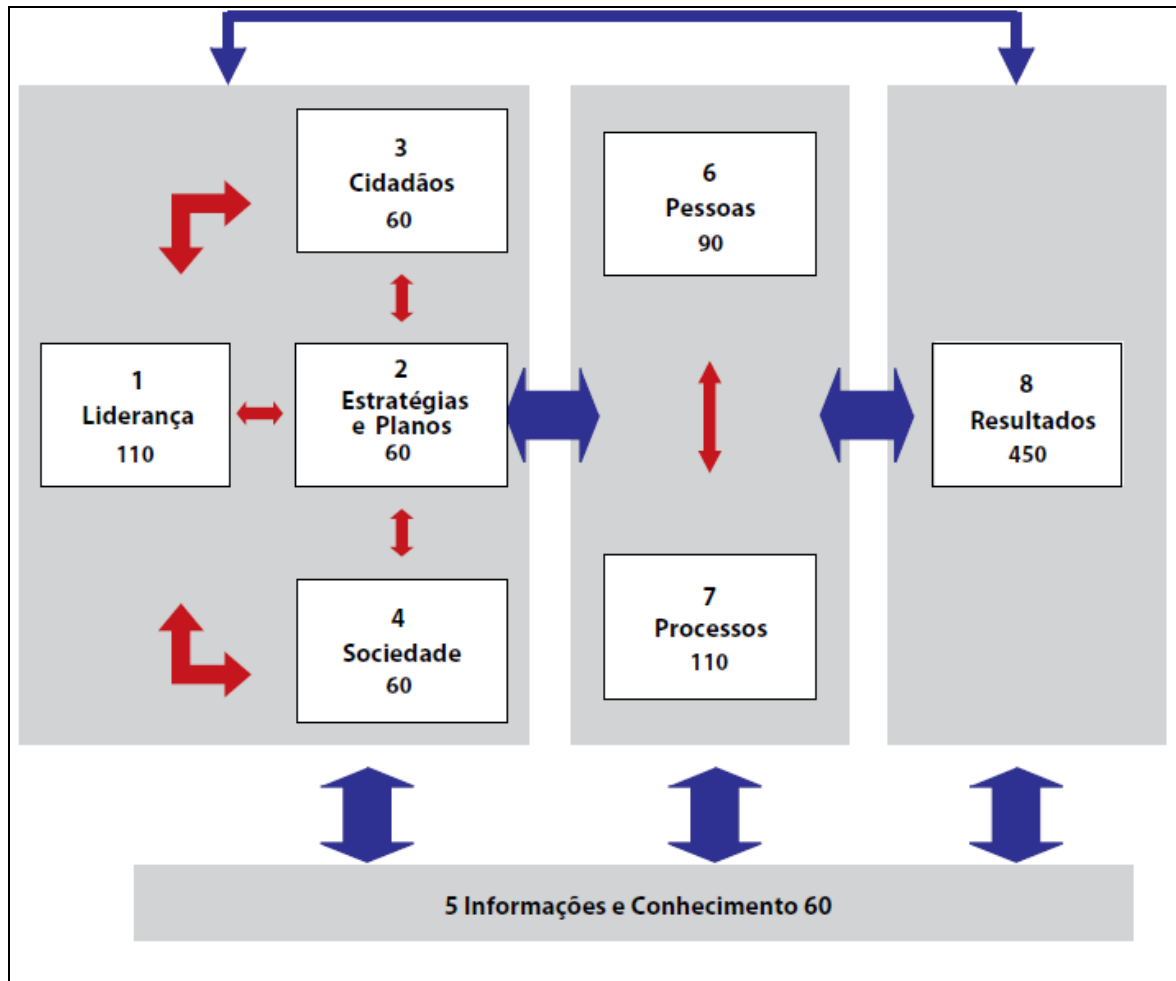 3
Cidadãos
60
6
Pessoas
90
1
Liderança
110
2
Estratégias
e Planos
60
8
Resultados
450
4
Sociedade
60
7
Processos
110
5 Informações e Conhecimento 60